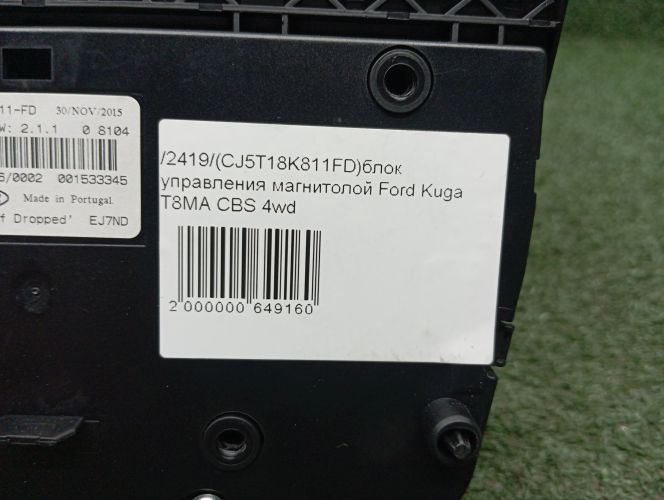 11-FD 30/NOV/2015
W: 2.1.1 0 8104
6/0002 001533345
Made in Portugal.
f Dropped' EJ7ND
/2419/(CJ5T18K811FD)блок
управления магнитолой Ford Kuga
T8MA CBS 4wd
2 000000 649160